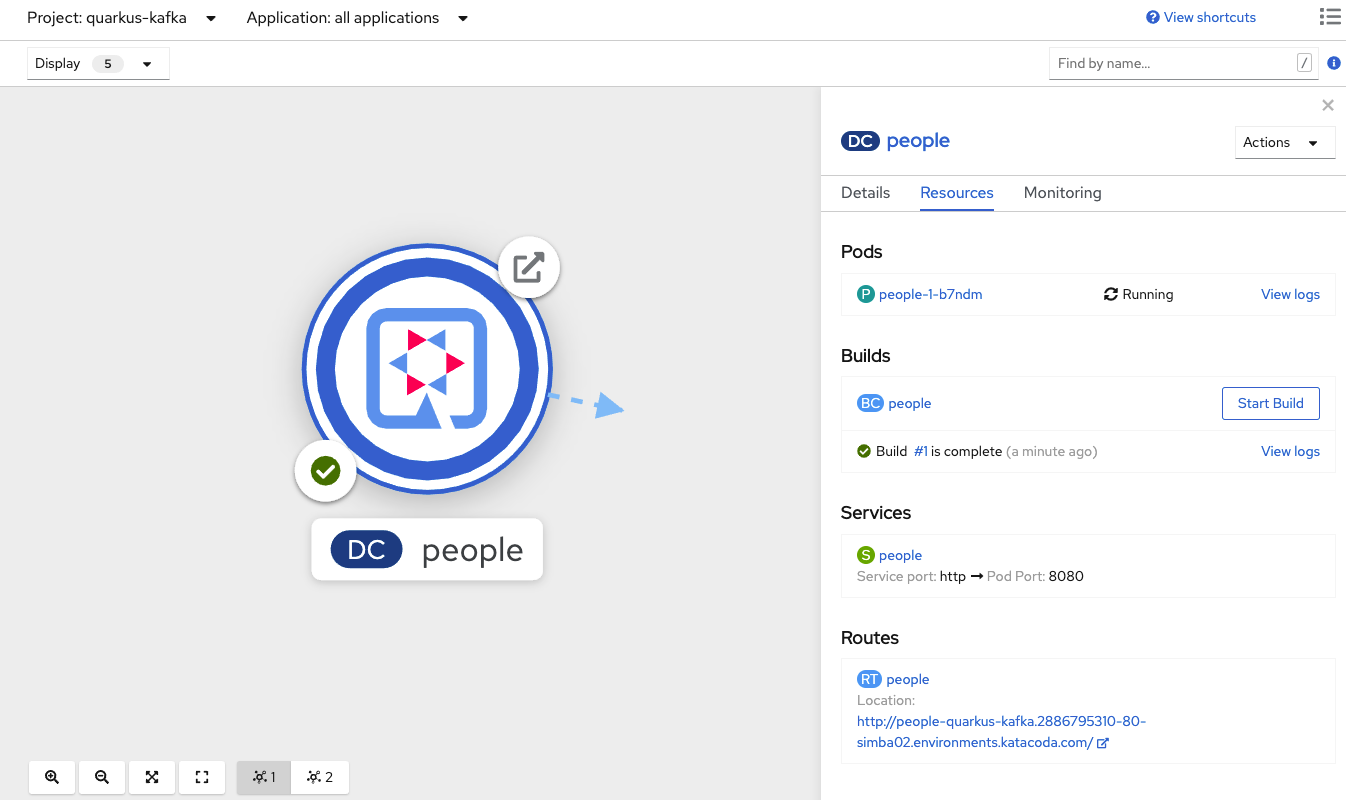 Project: quarkus-kafka Application: all applications View shortcuts
Display 5 Find by name... /
DC people
Actions
Details Resources Monitoring
Pods
P people-1-b7ndm Running View logs
Builds
BC people Start Build
Build #1 is complete (a minute ago) View logs
Services
S people
Service port: http → Pod Port: 8080
Routes
RT people
Location:
http://people-quarkus-kafka.2886795310-80-
simba02.environments.katacoda.com/
DC people
1 2